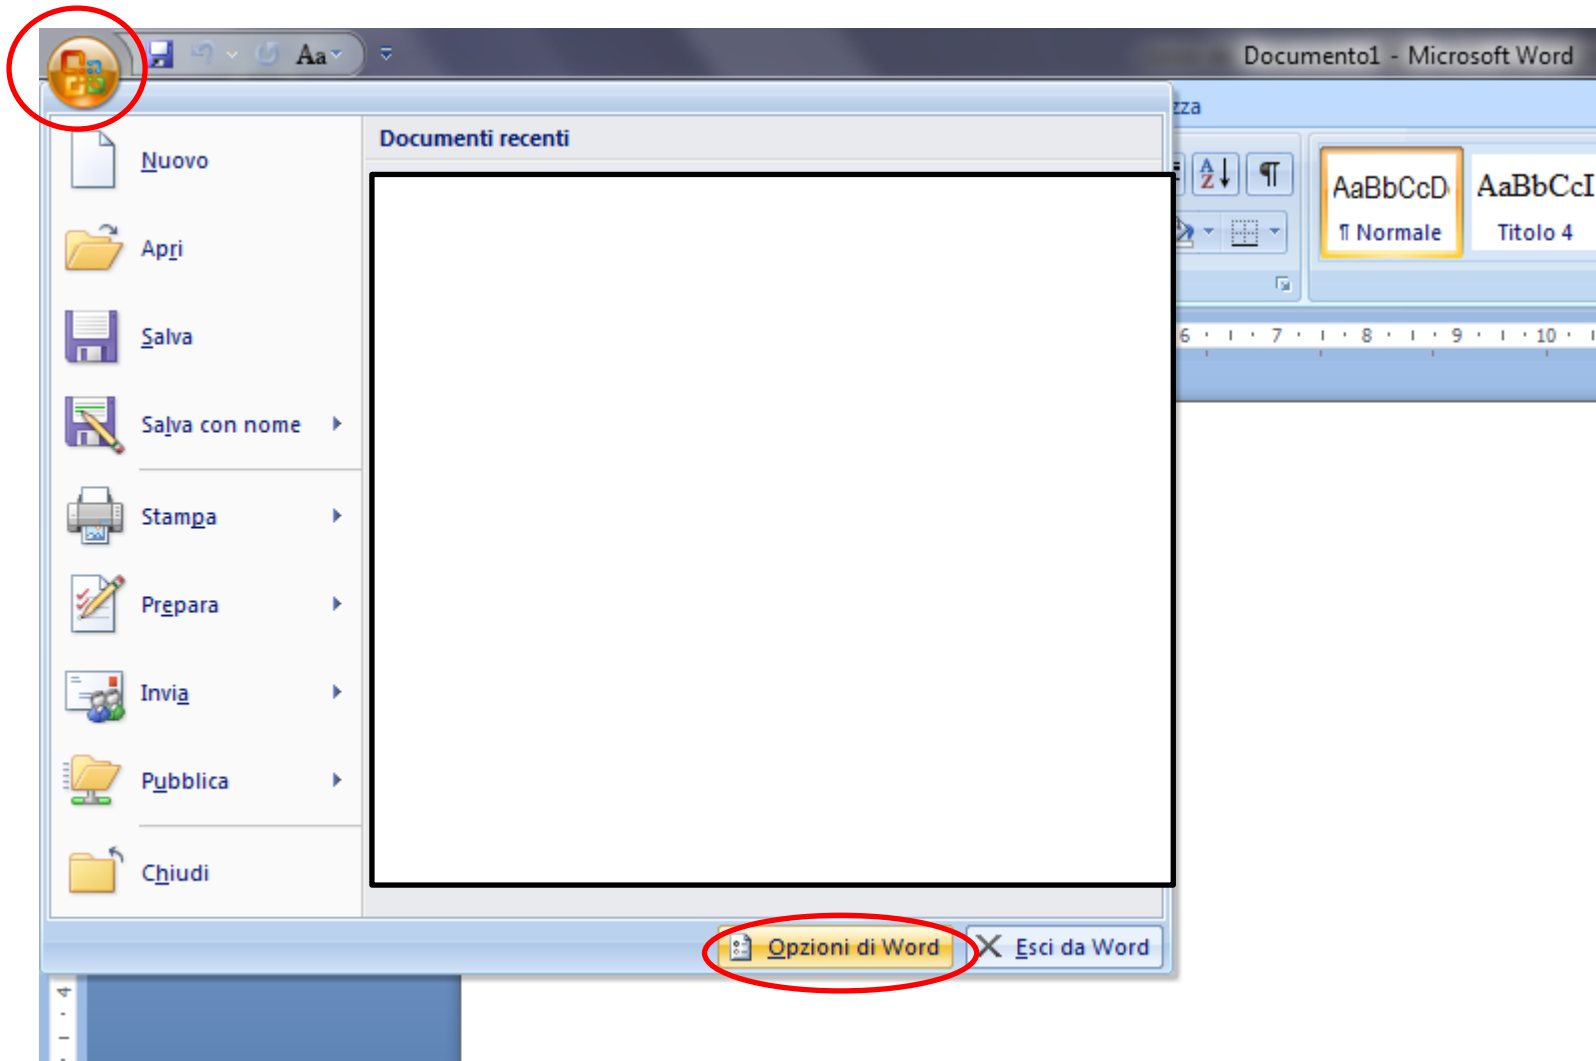 Aa
Documento1 - Microsoft Word
zza
Documenti recenti
Nuovo
Apri
Salva
Salva con nome
Stampa
Prepara
Invia
Pubblica
Chiudi
A
Z
¶
AaBbCcD
AaBbCcI
¶ Normale
Titolo 4
6 · ı · 7 · ı · 8 · ı · 9 · ı · 10 · ı
Opzioni di Word
Esci da Word
4